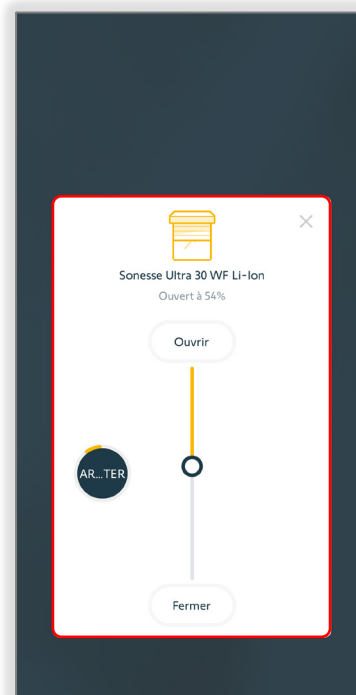 Sonesse Ultra 30 WF Li-Ion
Ouvert à 54%
Ouvrir
AR...TER
Fermer